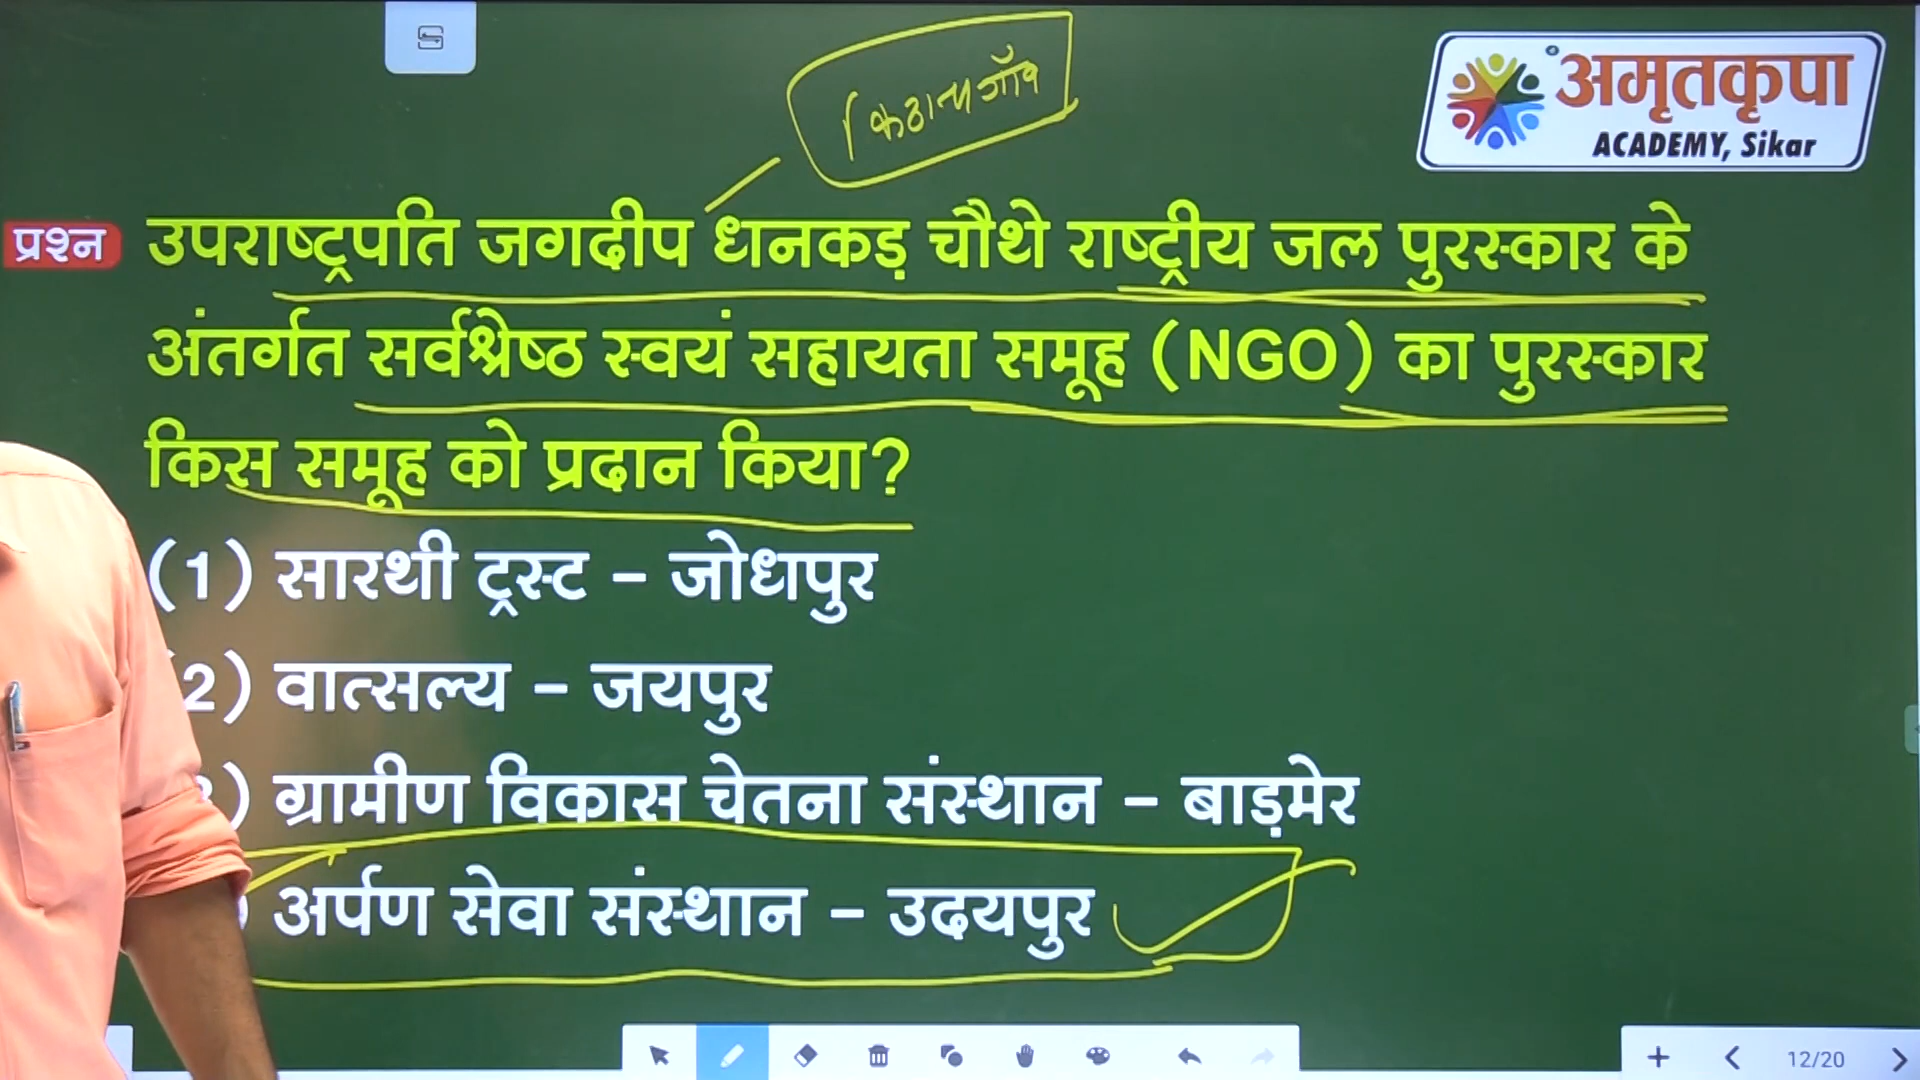 अमृतकृपा
ACADEMY, Sikar
प्रश्न
उपराष्ट्रपति जगदीप धनकड़ चौथे राष्ट्रीय जल पुरस्कार के
अंतर्गत सर्वश्रेष्ठ स्वयं सहायता समूह (NGO) का पुरस्कार
किस समूह को प्रदान किया?
(1) सारथी ट्रस्ट – जोधपुर
2) वात्सल्य – जयपुर
) ग्रामीण विकास चेतना संस्थान – बाड़मेर
अर्पण सेवा संस्थान – उदयपुर
12/20